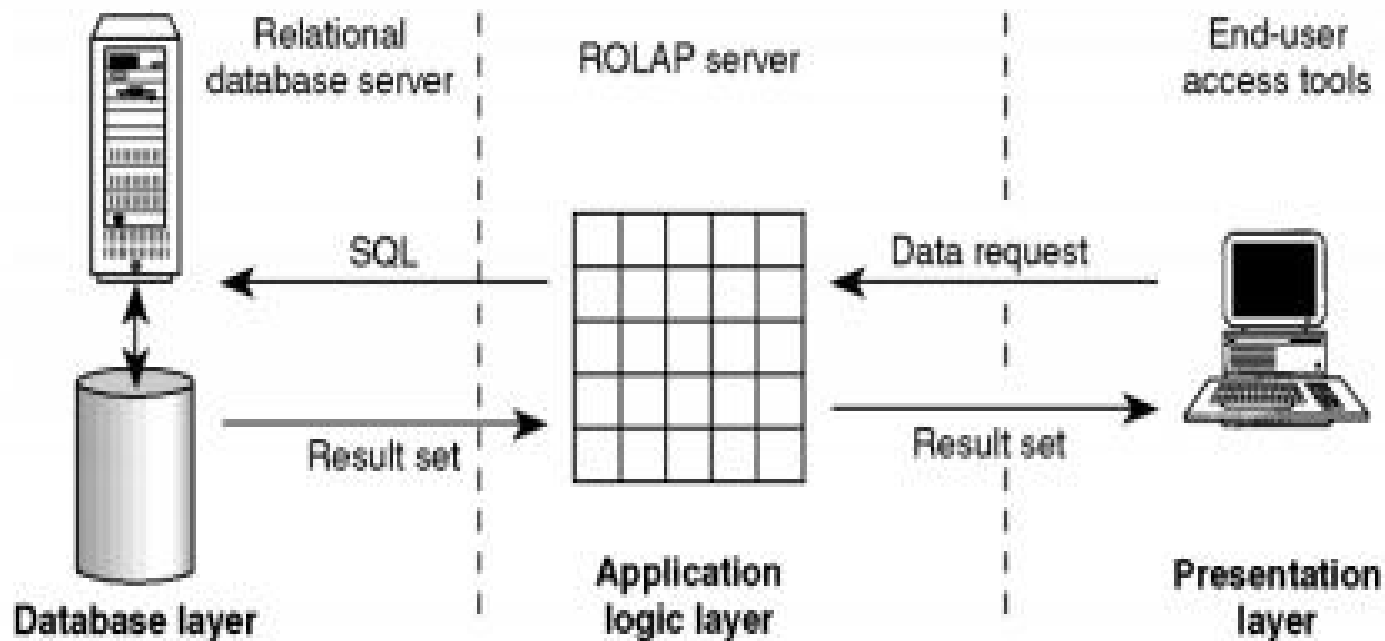 Relational
database server
ROLAP server
End-user
access tools
SQL
Data request
Result set
Result set
Database layer
Application
logic layer
Presentation
layer